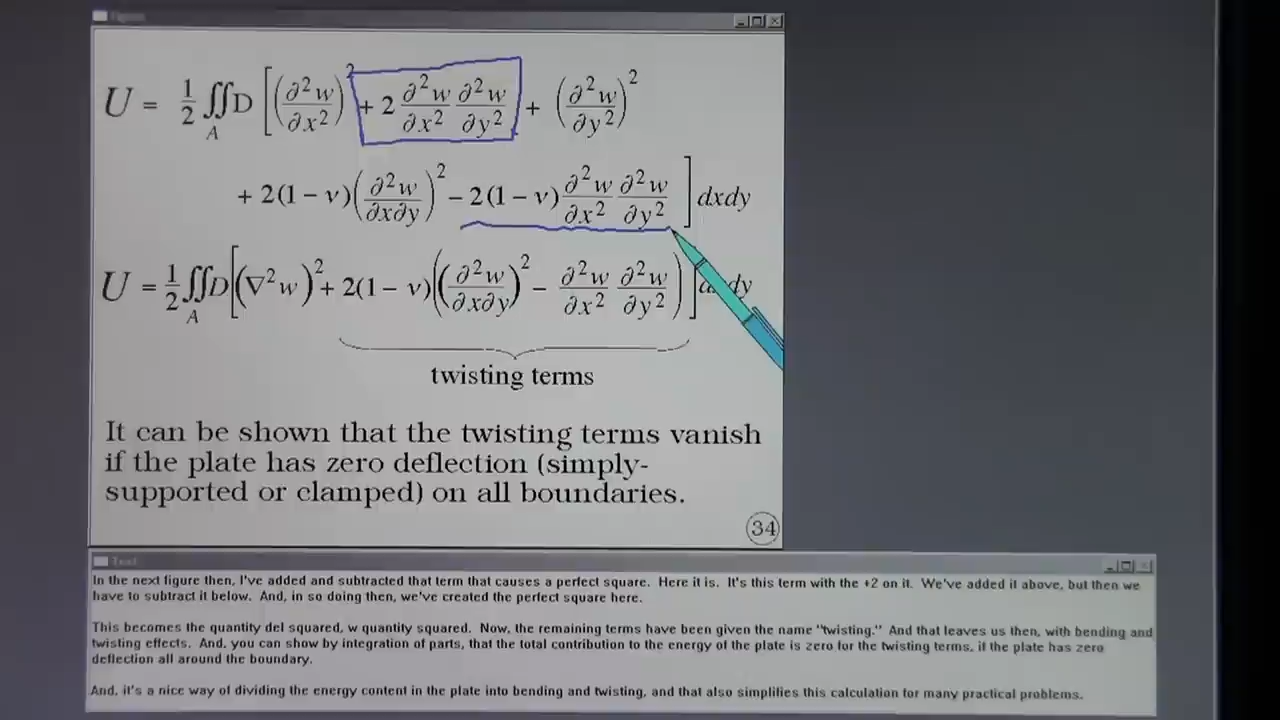 U = 1/2 ∬_A D [(∂²w/∂x²)² + 2 ∂²w/∂x² ∂²w/∂y² + (∂²w/∂y²)²
+ 2(1 − ν)(∂²w/∂x∂y)² − 2(1 − ν) ∂²w/∂x² ∂²w/∂y² ] dxdy
U = 1/2 ∬_A D[(∇²w)² + 2(1 − ν)((∂²w/∂x∂y)² − ∂²w/∂x² ∂²w/∂y²)] dxdy
twisting terms
It can be shown that the twisting terms vanish
if the plate has zero deflection (simply-
supported or clamped) on all boundaries.
34
Text
In the next figure then, I've added and subtracted that term that causes a perfect square. Here it is. It's this term with the +2 on it. We've added it above, but then we
have to subtract it below. And, in so doing then, we've created the perfect square here.
This becomes the quantity del squared, w quantity squared. Now, the remaining terms have been given the name "twisting." And that leaves us then, with bending and
twisting effects. And, you can show by integration of parts, that the total contribution to the energy of the plate is zero for the twisting terms, if the plate has zero
deflection all around the boundary.
And, it's a nice way of dividing the energy content in the plate into bending and twisting, and that also simplifies this calculation for many practical problems.